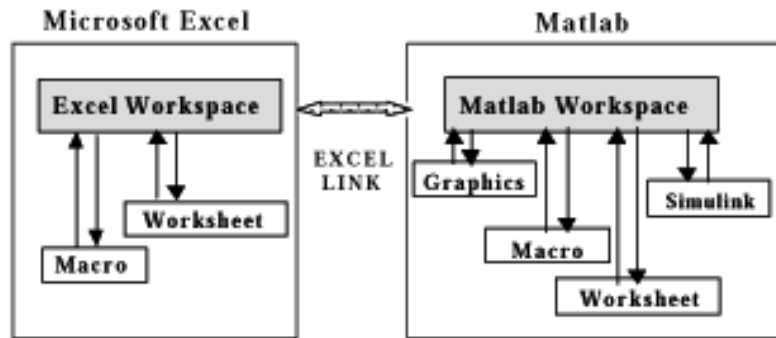 Microsoft Excel
Excel Workspace
Worksheet
Macro
EXCEL
LINK
Matlab
Matlab Workspace
Graphics
Simulink
Macro
Worksheet